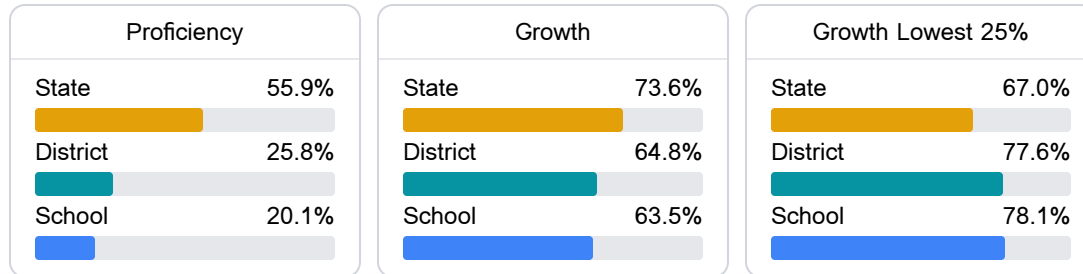 Proficiency
State 55.9%
District 25.8%
School 20.1%
Growth
State 73.6%
District 64.8%
School 63.5%
Growth Lowest 25%
State 67.0%
District 77.6%
School 78.1%